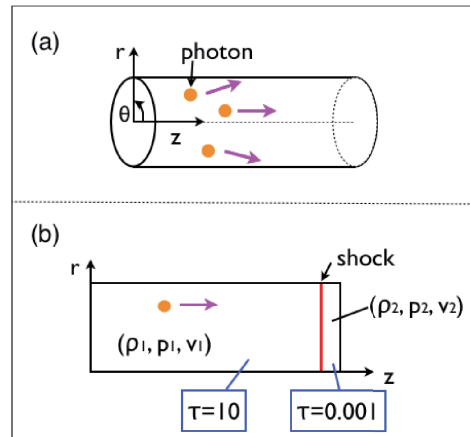 (a)
r
photon
θ
z
(b)
r
shock
(ρ₁, p₁, v₁)
(ρ₂, p₂, v₂)
z
τ=10
τ=0.001